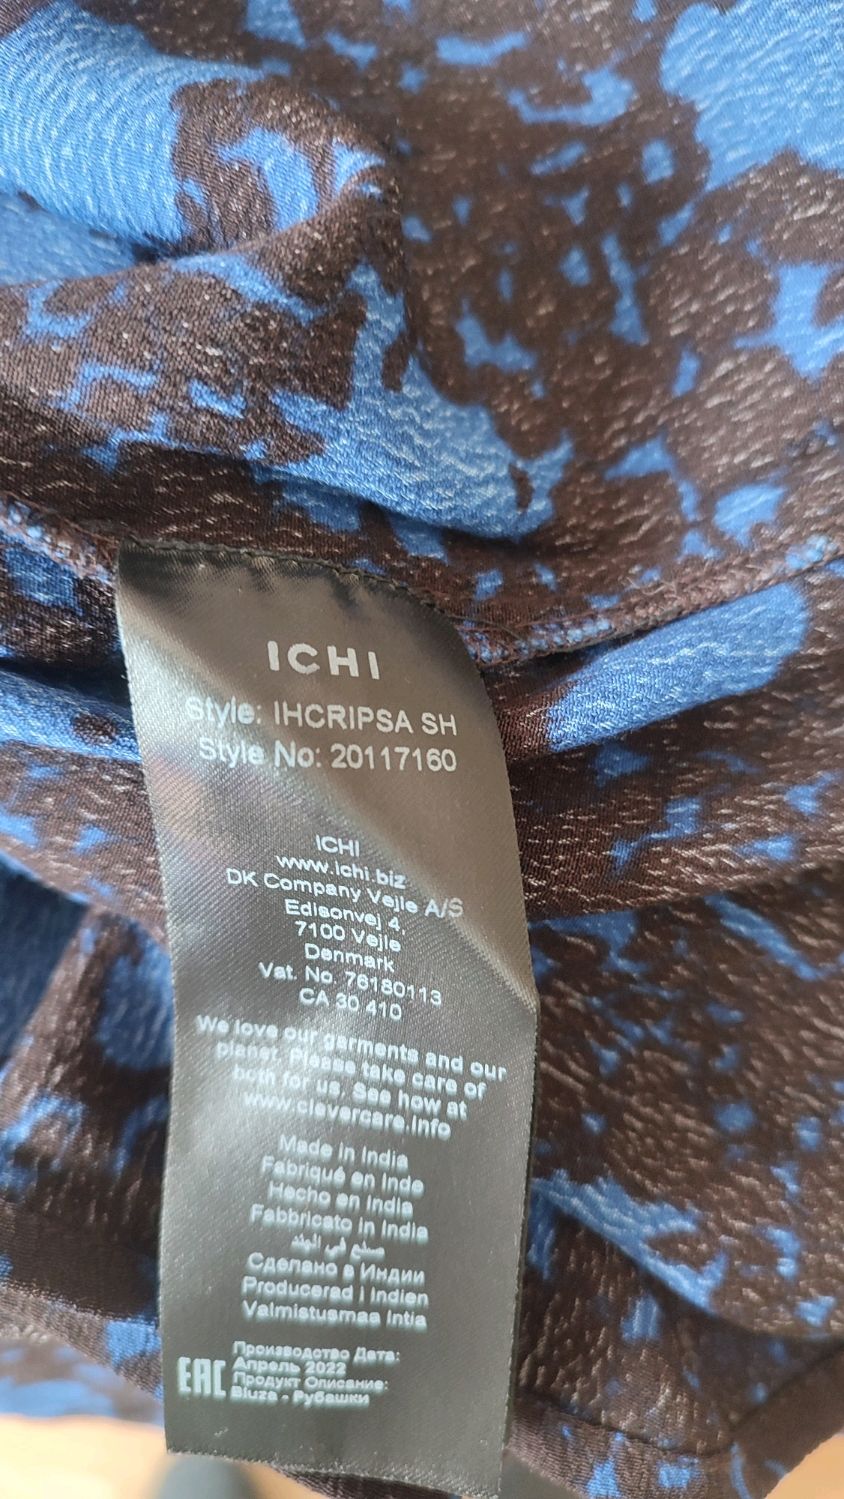 ICHI
Style: IHCRIPSA SH
Style No: 20117160
ICHI
www.ichi.biz
DK Company Vejle A/S
Edisonvej 4,
7100 Vejle
Denmark
Vat. No. 76180113
CA 30 410
We love our garments and our
planet. Please take care of
both for us. See how at
www.clevercare.info
Made in India
Fabriqué en Inde
Hecho en India
Fabbricato in India
صنع في الهند
Сделано в Индии
Producerad i Indien
Valmistusmaa Intia
Производство Дата:
Апрель 2022
EAC Продукт Описание:
Bluza - Рубашки